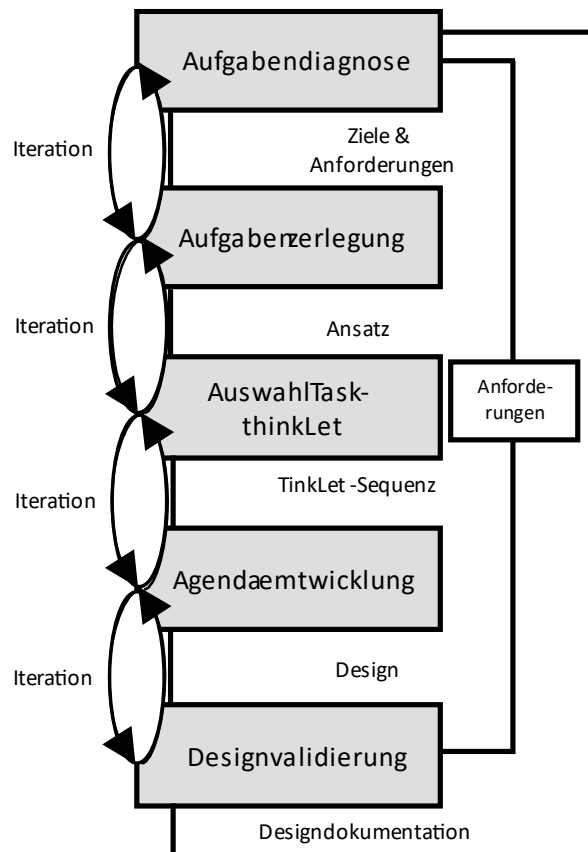 Aufgabendiagnose
Iteration
Ziele &
Anforderungen
Aufgabenzerlegung
Iteration
Ansatz
AuswahlTask-
thinkLet
Anforde-
rungen
Iteration
TinkLet -Sequenz
Agendaemtwicklung
Iteration
Design
Designvalidierung
Designdokumentation